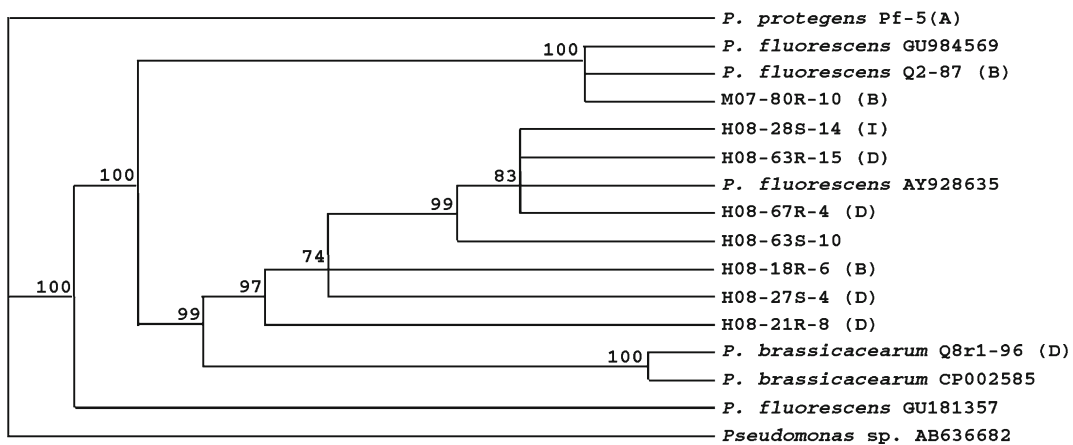 P. protegens Pf-5(A)
100 P. fluorescens GU984569
P. fluorescens Q2-87 (B)
M07-80R-10 (B)
H08-28S-14 (I)
H08-63R-15 (D)
100 83 P. fluorescens AY928635
99 H08-67R-4 (D)
H08-63S-10
74 H08-18R-6 (B)
100 97 H08-27S-4 (D)
99 H08-21R-8 (D)
100 P. brassicacearum Q8r1-96 (D)
P. brassicacearum CP002585
P. fluorescens GU181357
Pseudomonas sp. AB636682